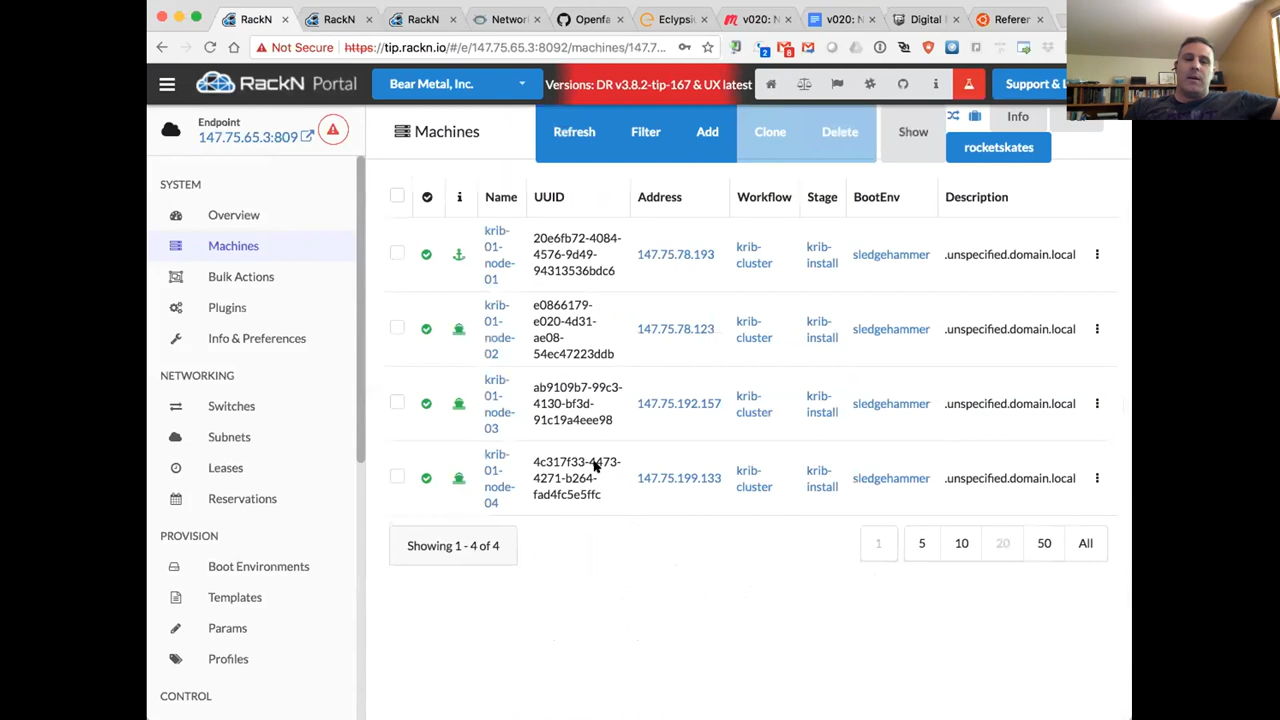 RackN
RackN
RackN
Networ
Openfa
Eclypsi
v020: N
v020: N
Digital
Referer
Not Secure
https://tip.rackn.io/#/e/147.75.65.3:8092/machines/147.7...
2
8
RackN Portal
Bear Metal, Inc.
Versions: DR v3.8.2-tip-167 & UX latest
Support &
Endpoint
147.75.65.3:809
Machines
Refresh
Filter
Add
Clone
Delete
Show
Info
rocketskates
SYSTEM
Overview
Machines
Bulk Actions
Plugins
Info & Preferences
NETWORKING
Switches
Subnets
Leases
Reservations
PROVISION
Boot Environments
Templates
Params
Profiles
CONTROL
Name
UUID
Address
Workflow
Stage
BootEnv
Description
krib-
01-
node-
01
20e6fb72-4084-
4576-9d49-
94313536bdc6
147.75.78.193
krib-
cluster
krib-
install
sledgehammer
.unspecified.domain.local
krib-
01-
node-
02
e0866179-
e020-4d31-
ae08-
54ec47223ddb
147.75.78.123
krib-
cluster
krib-
install
sledgehammer
.unspecified.domain.local
krib-
01-
node-
03
ab9109b7-99c3-
4130-bf3d-
91c19a4eee98
147.75.192.157
krib-
cluster
krib-
install
sledgehammer
.unspecified.domain.local
krib-
01-
node-
04
4c317f33-4473-
4271-b264-
fad4fc5e5ffc
147.75.199.133
krib-
cluster
krib-
install
sledgehammer
.unspecified.domain.local
Showing 1 - 4 of 4
1
5
10
20
50
All